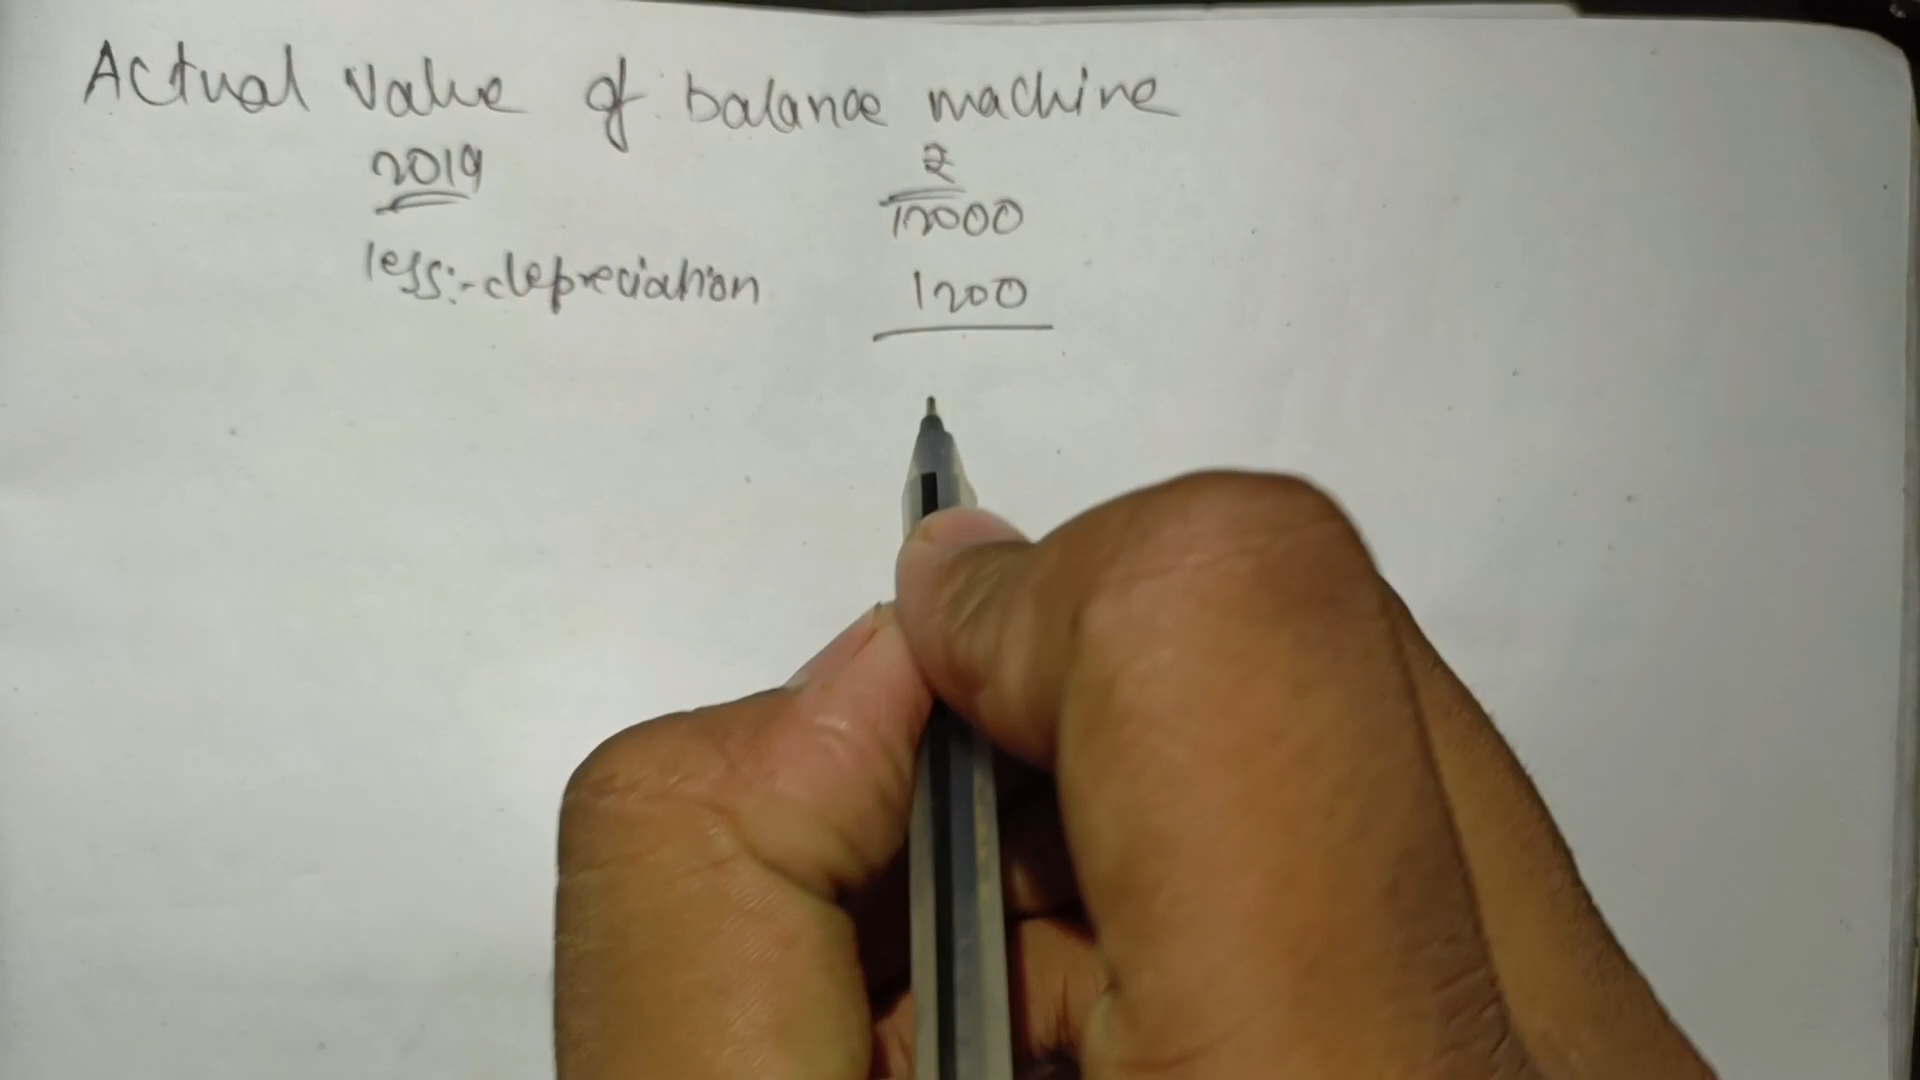 Actual value of balance machine
2019 ₹
12000
less:- depreciation 1200